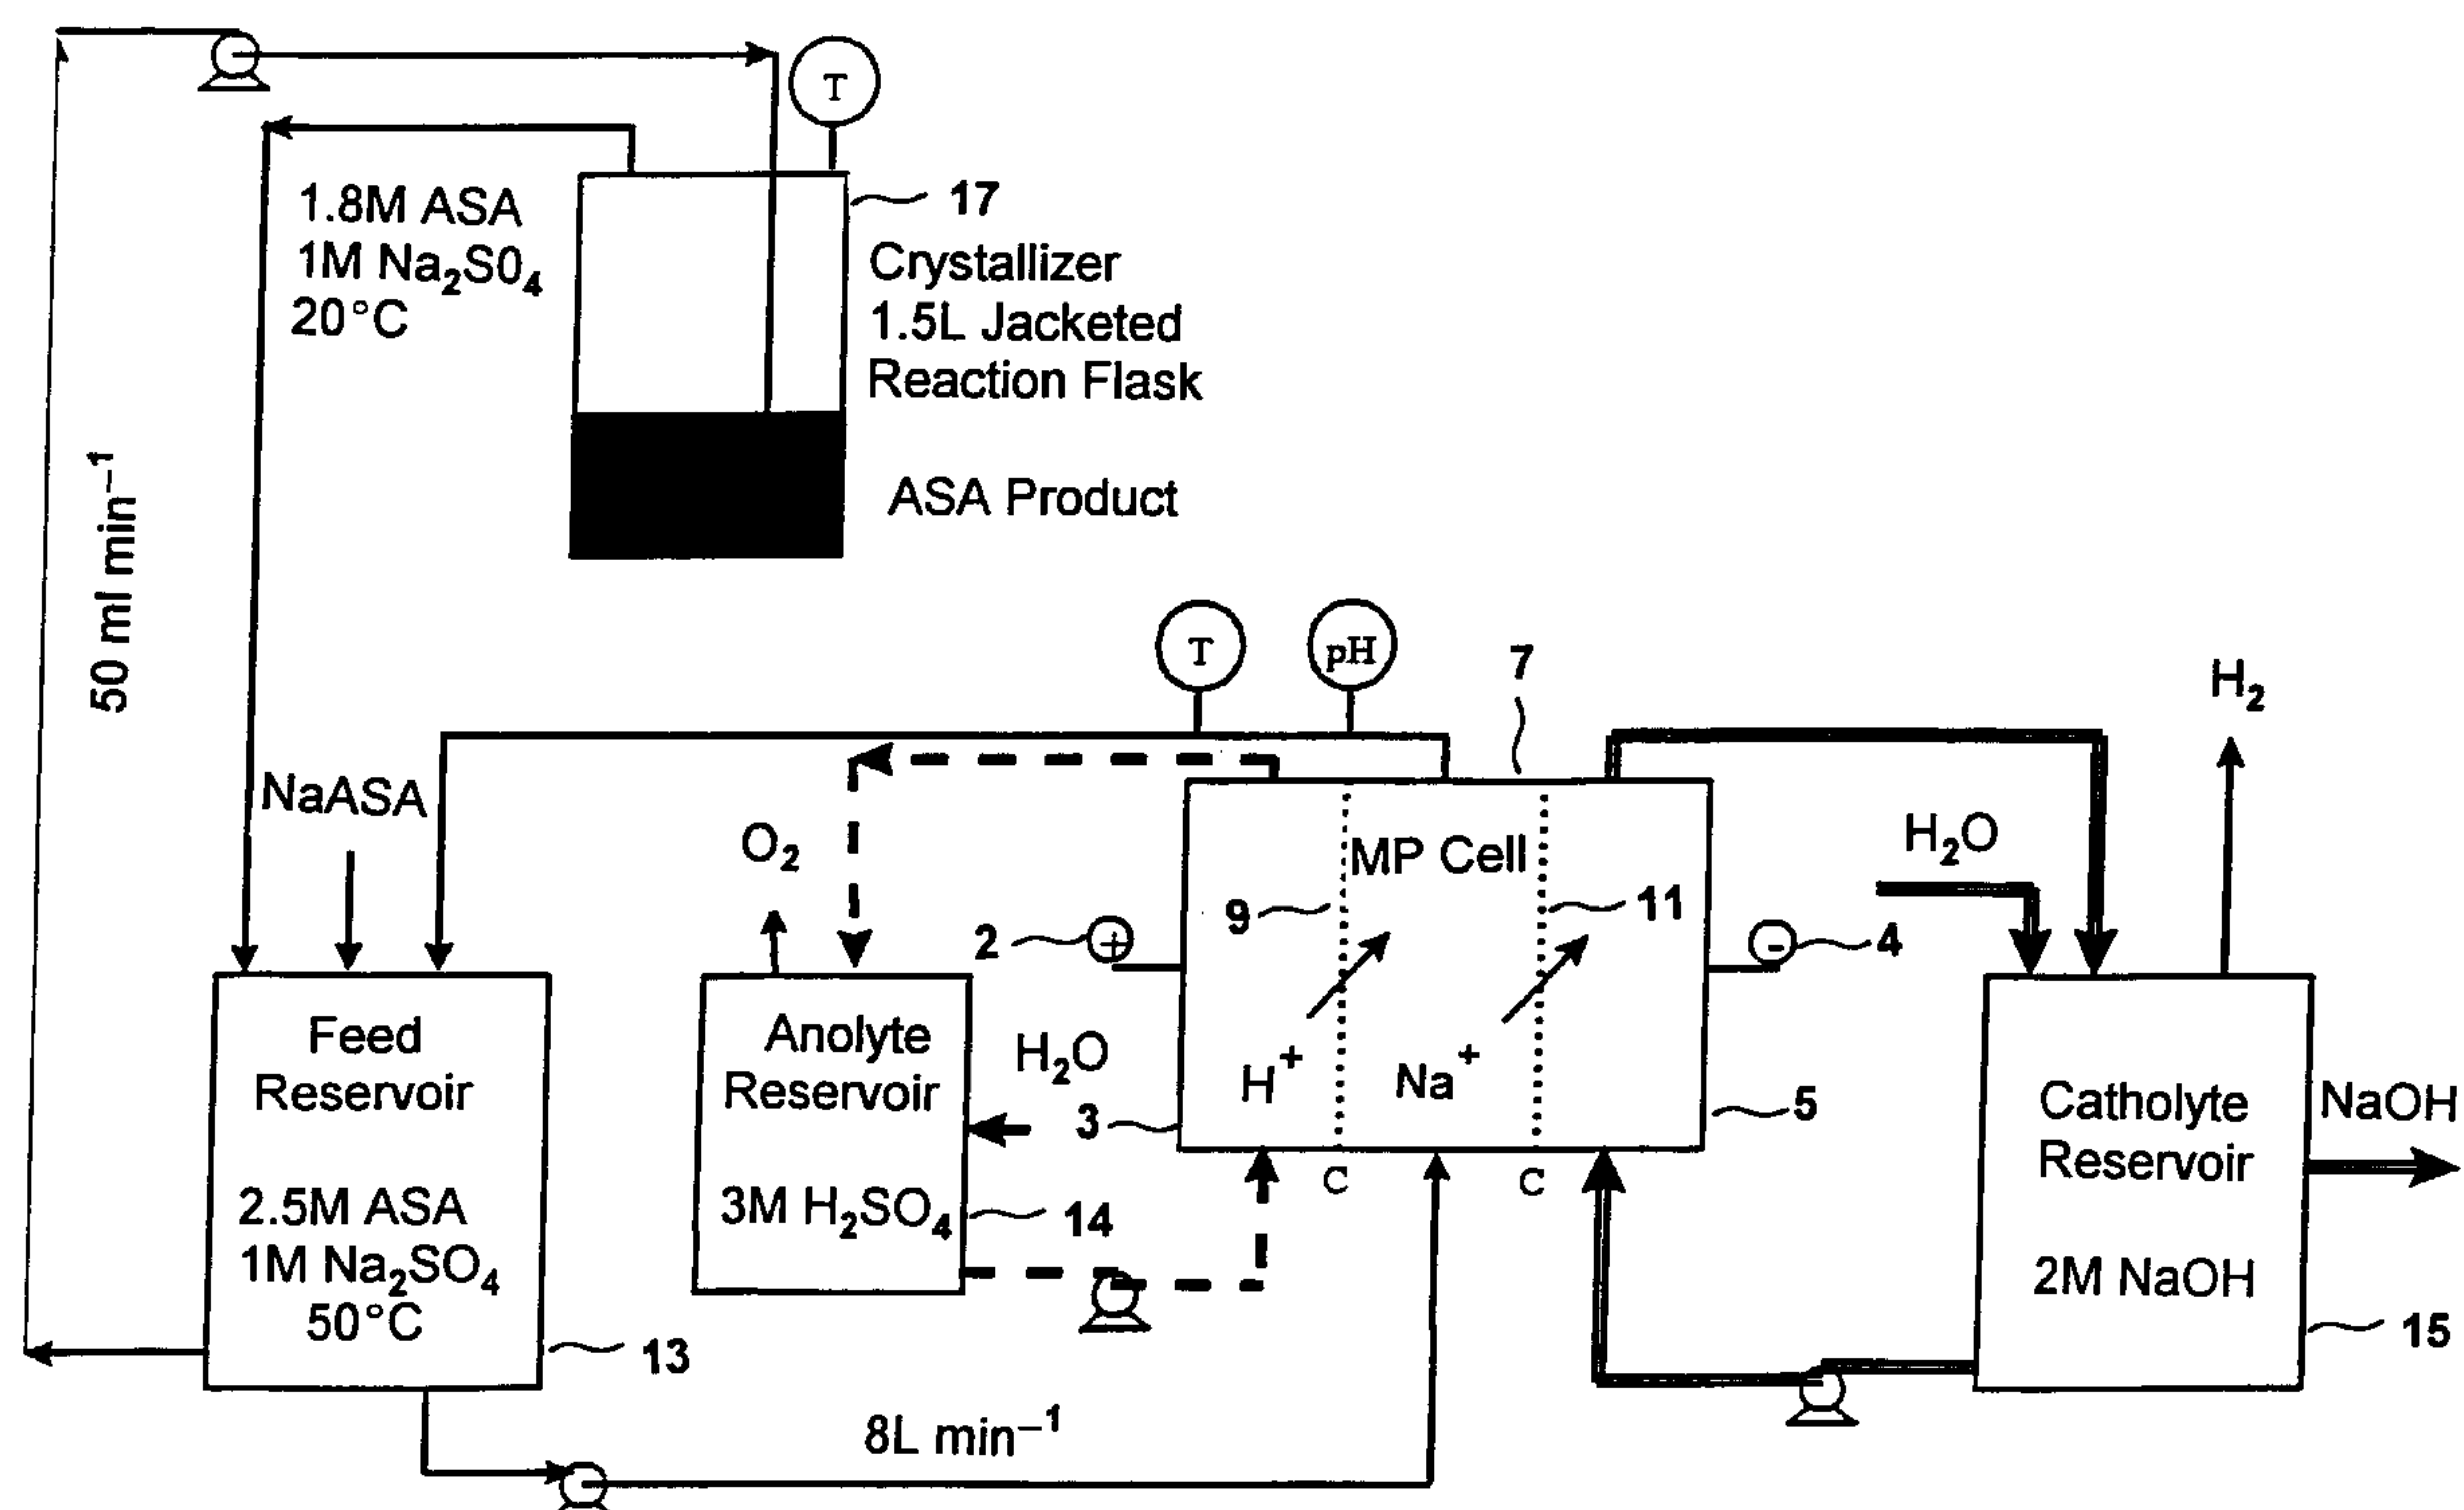 T
1.8M ASA
1M Na₂S0₄
20°C
17
Crystallizer
1.5L Jacketed
Reaction Flask
ASA Product
50 ml min⁻¹
T
pH
7
H₂
NaASA
O₂
MP Cell
H₂O
9
11
2
+
-
4
Feed
Reservoir
2.5M ASA
1M Na₂SO₄
50°C
13
Anolyte
Reservoir
3M H₂SO₄
14
H₂O
3
H⁺
Na⁺
5
C
C
Catholyte
Reservoir
2M NaOH
NaOH
15
8L min⁻¹